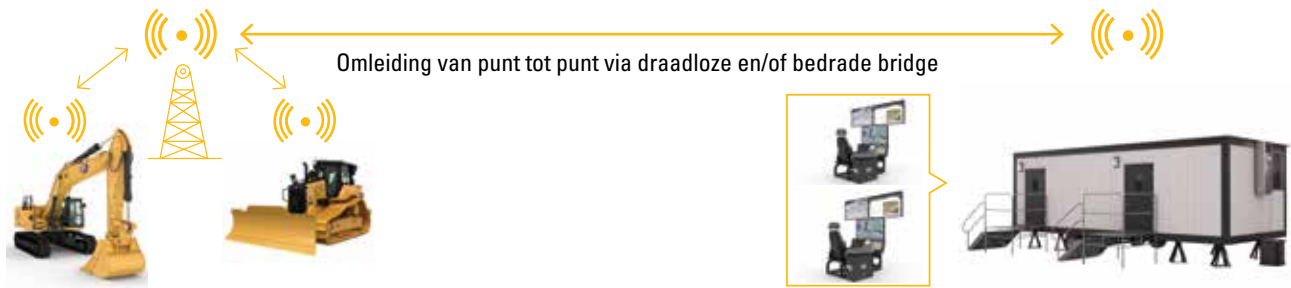 Omleiding van punt tot punt via draadloze en/of bedrade bridge